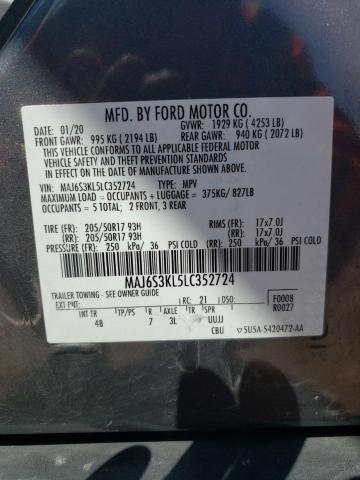 MFD. BY FORD MOTOR CO.
DATE: 01/20 GVWR: 1929 KG ( 4253 LB)
FRONT GAWR: 995 KG ( 2194 LB) REAR GAWR: 940 KG ( 2072 LB)
THIS VEHICLE CONFORMS TO ALL APPLICABLE FEDERAL MOTOR
VEHICLE SAFETY AND THEFT PREVENTION STANDARDS IN EFFECT ON
THE DATE OF MANUFACTURE SHOWN ABOVE.
VIN: MAJ6S3KL5LC352724 TYPE: MPV
MAXIMUM LOAD = OCCUPANTS + LUGGAGE = 375KG/ 827LB
OCCUPANTS = 5 TOTAL; 2 FRONT, 3 REAR
TIRE (FR): 205/50R17 93H RIMS (FR): 17x7.0J
TIRE (RR): 205/50R17 93H RIMS (RR): 17x7.0J
PRESSURE (FR): 250 kPa/ 36 PSI COLD (RR): 250 kPa/ 36 PSI COLD
MAJ6S3KL5LC352724
TRAILER TOWING - SEE OWNER GUIDE
EXT PNT: RC: 21 DSO: F0008
INT TR TP/PS R AXLE TR SPR R0027
4B 7 3L UUJJ
CBU 5U5A-5420472-AA